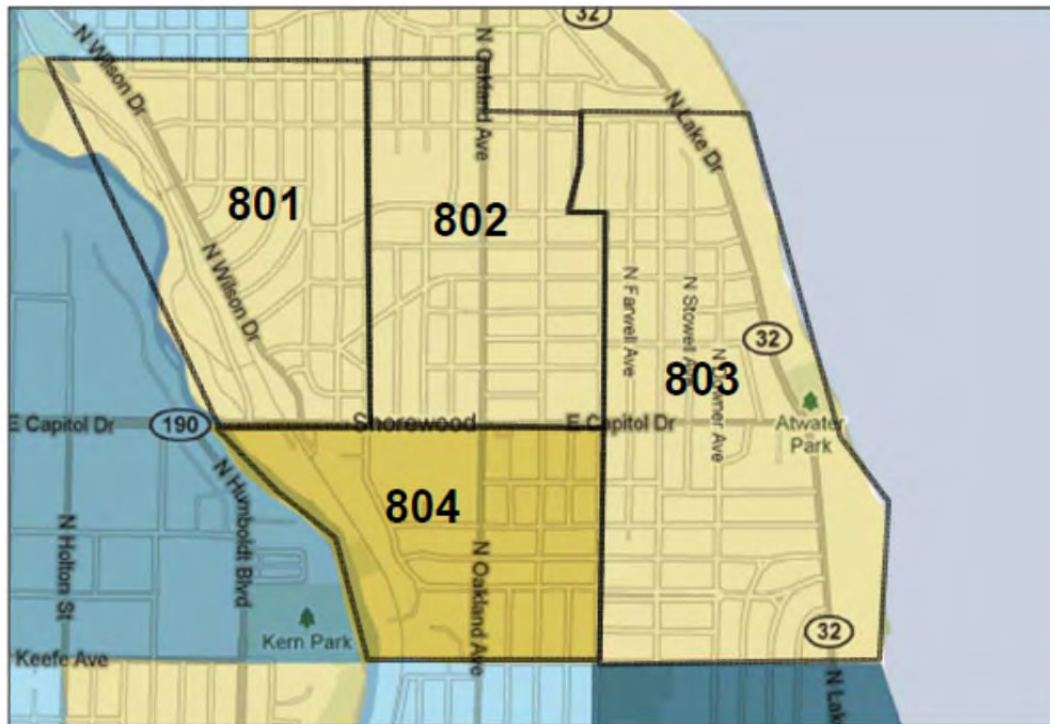 32
N Wilson Dr
N Oakland Ave
N Lake Dr
801
802
N Wilson Dr
N Farwell Ave
N Stowell Ave
N Downer Ave
32
803
E Capitol Dr
190
Shorewood
E Capitol Dr
Atwater
Park
804
N Humboldt Blvd
N Holton St
N Oakland Ave
Kern Park
32
Keefe Ave
N Lak